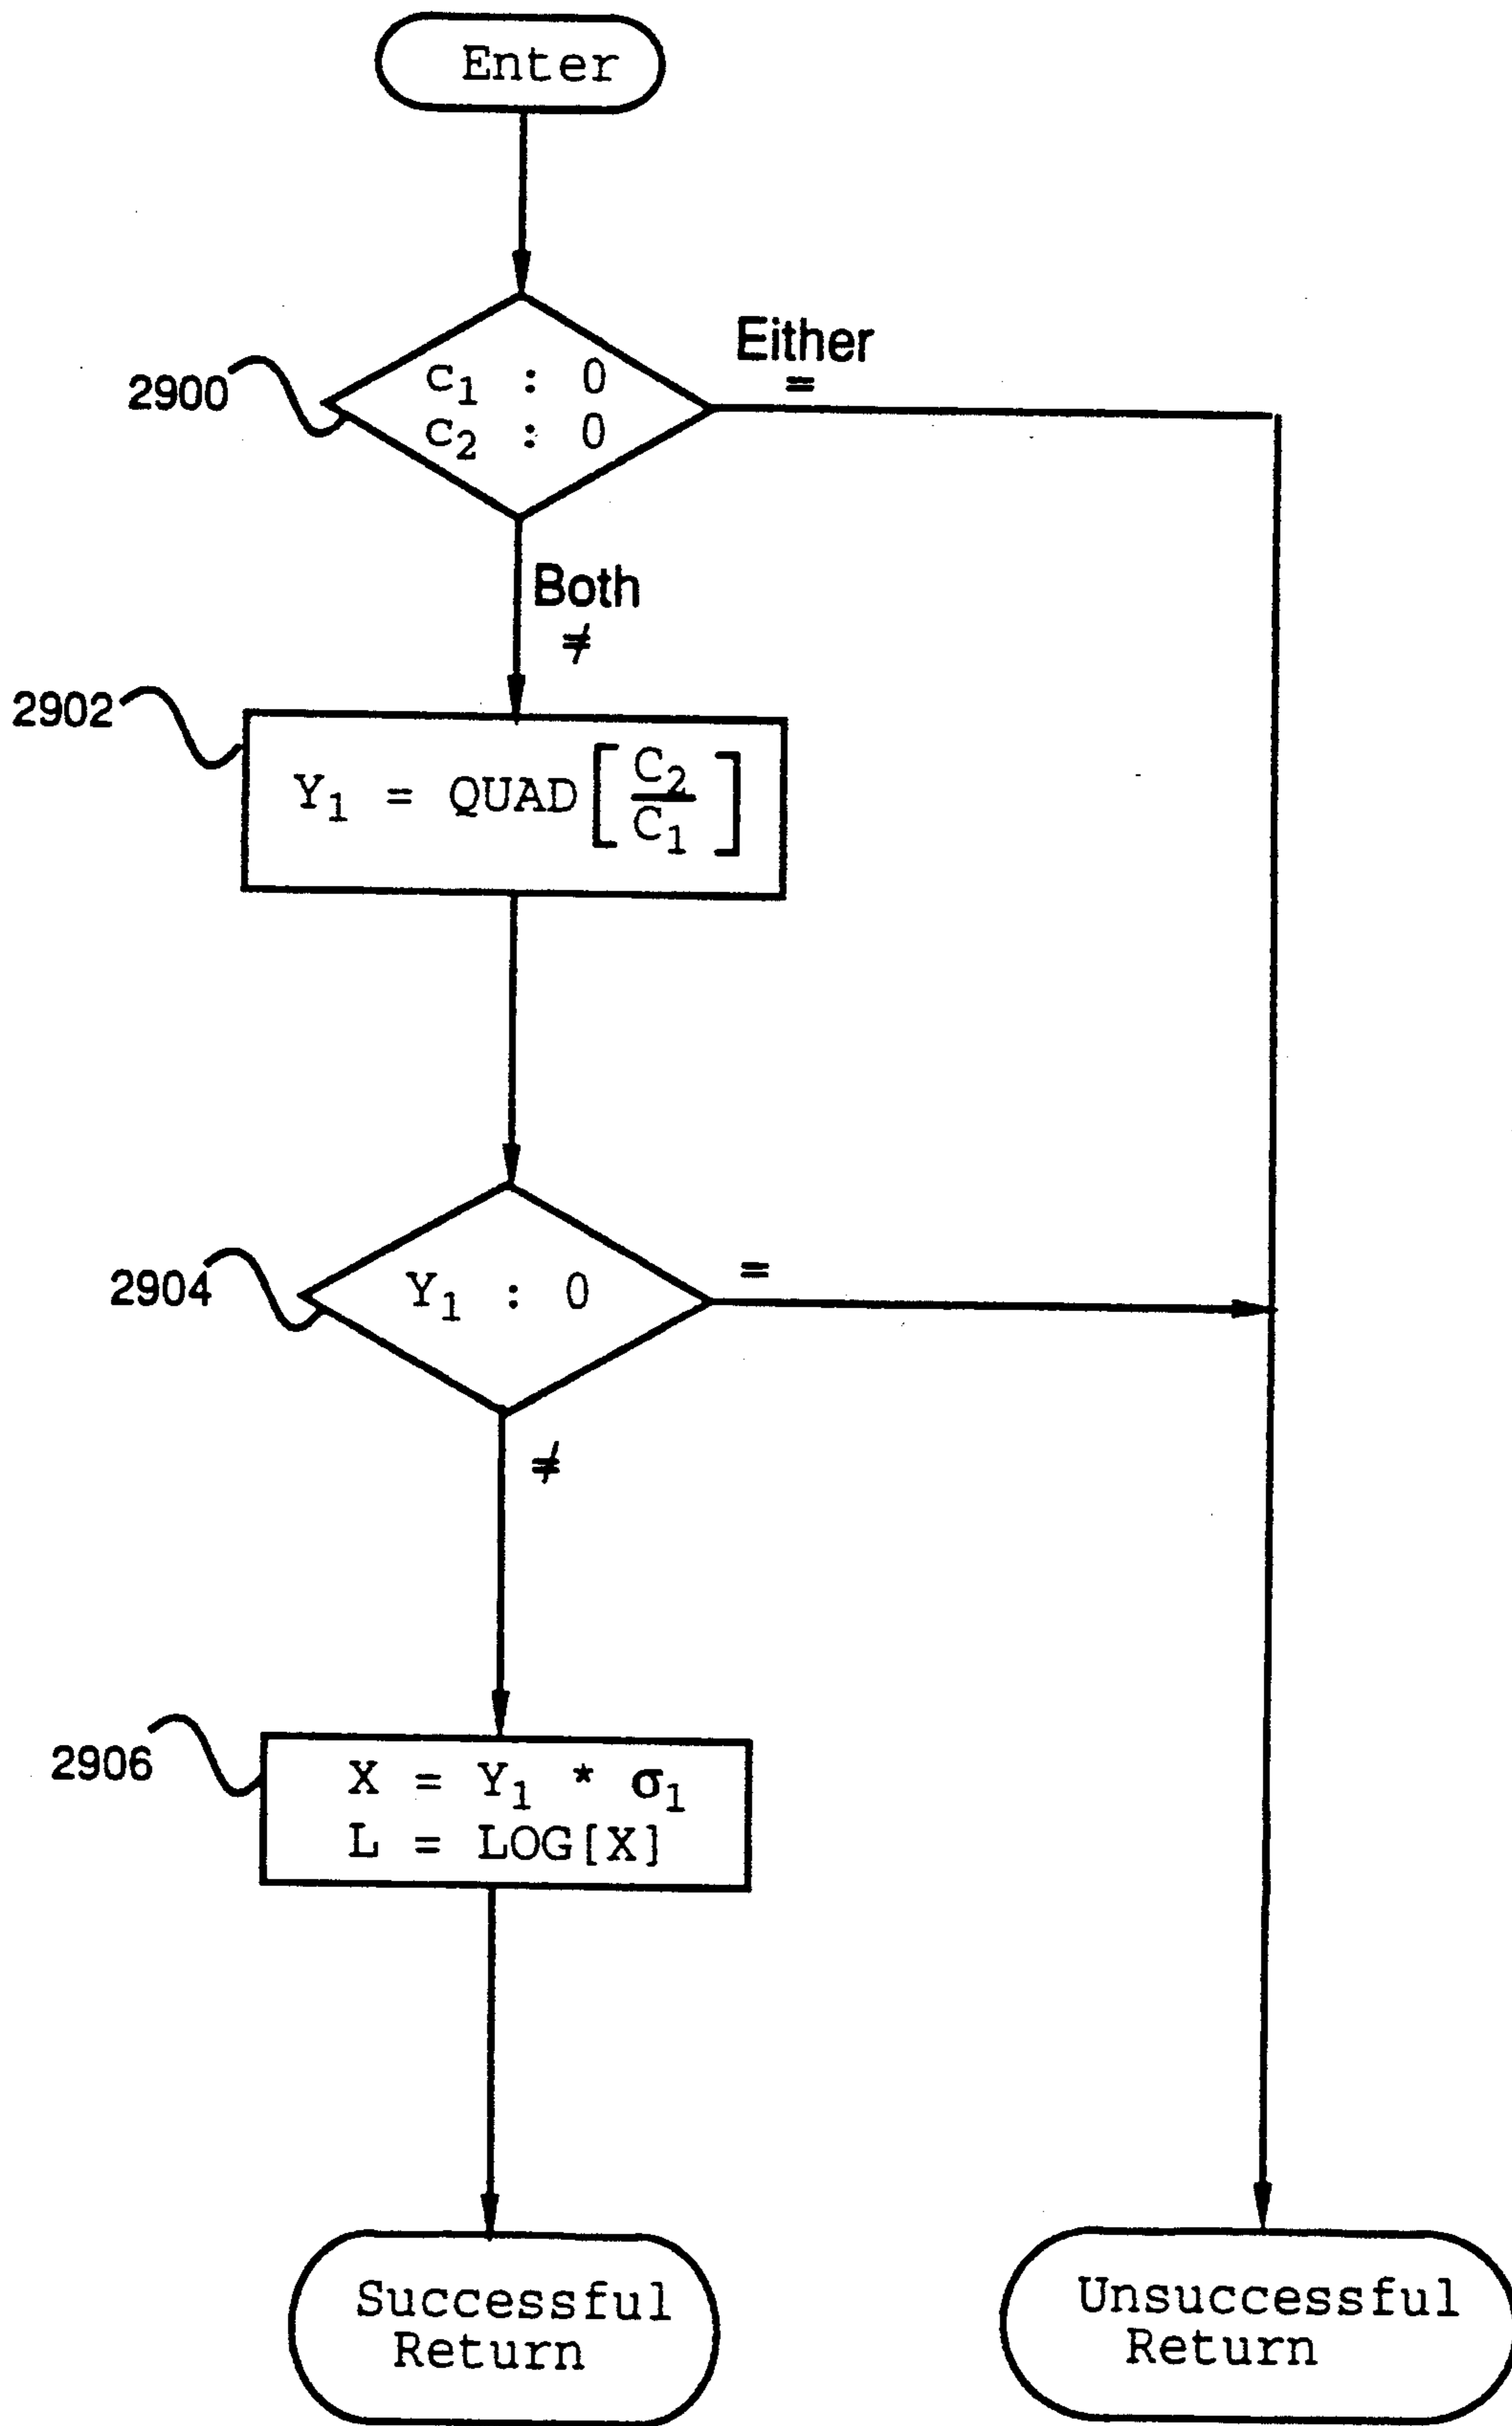 Enter
Either
=
2900
c₁ : 0
c₂ : 0
Both
≠
2902
Y₁ = QUAD[C₂/C₁]
2904
Y₁ : 0
=
≠
2906
X = Y₁ * σ₁
L = LOG[X]
Successful
Return
Unsuccessful
Return